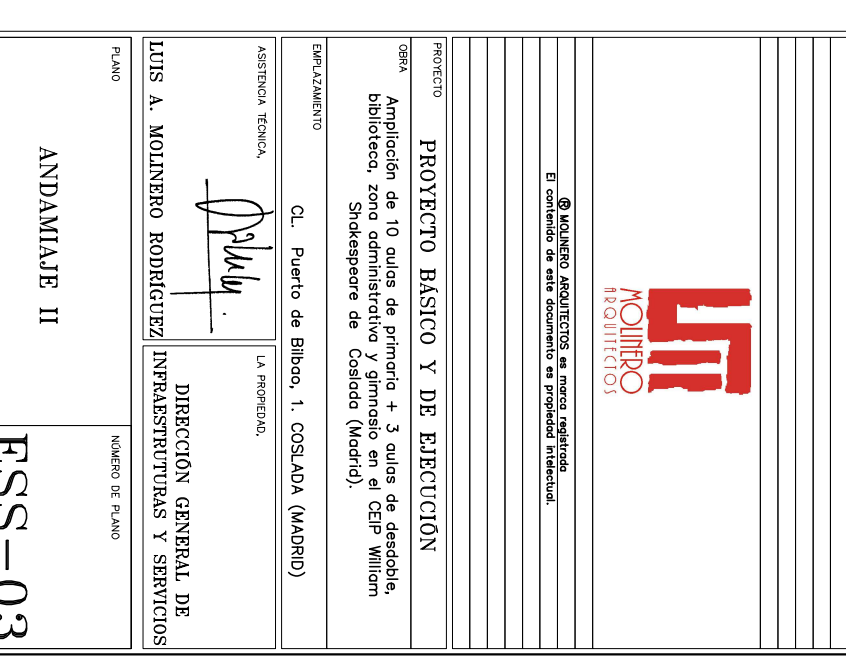 MOLINERO
ARQUITECTOS
® MOLINERO ARQUITECTOS es marca registrada
El contenido de este documento es propiedad intelectual.
PROYECTO
PROYECTO BÁSICO Y DE EJECUCIÓN
OBRA
Ampliación de 10 aulas de primaria + 3 aulas de desdoble,
biblioteca, zona administrativa y gimnasio en el CEIP William
Shakespeare de Coslada (Madrid).
EMPLAZAMIENTO
CL. Puerto de Bilbao, 1. COSLADA (MADRID)
ASISTENCIA TÉCNICA,
LUIS A. MOLINERO RODRÍGUEZ
LA PROPIEDAD,
DIRECCIÓN GENERAL DE
INFRAESTRUTURAS Y SERVICIOS
PLANO
ANDAMIAJE II
NÚMERO DE PLANO
ESS-03